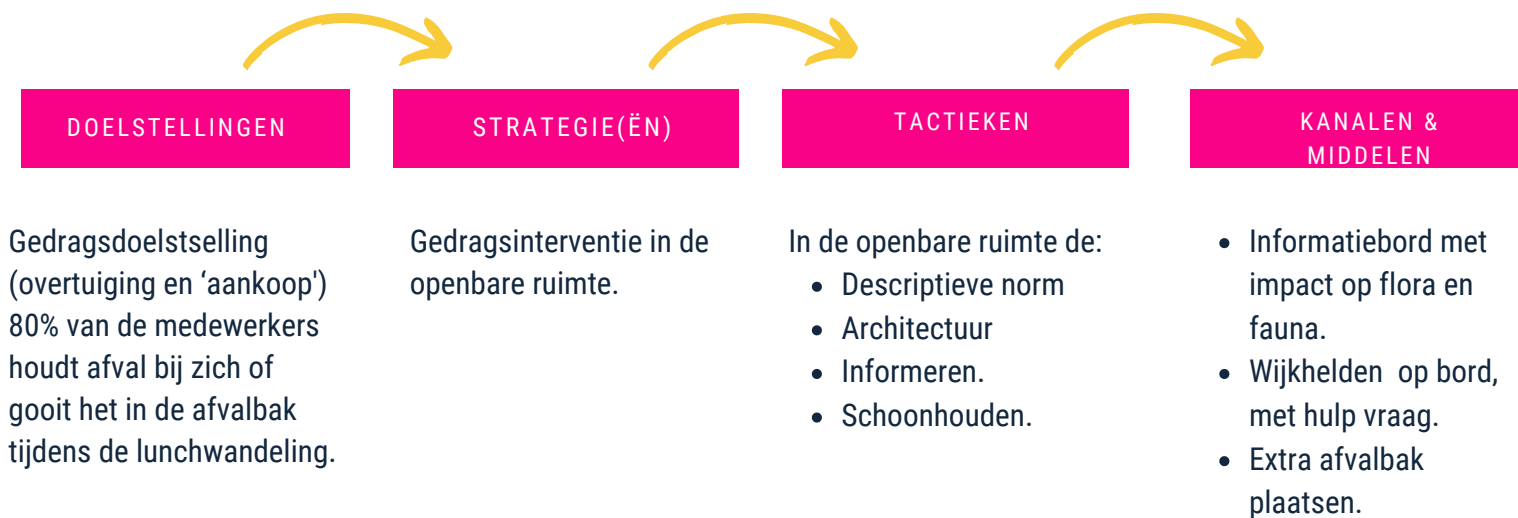 DOELSTELLINGEN
STRATEGIE(ËN)
TACTIEKEN
KANALEN &
MIDDELEN
Gedragsdoelstselling
(overtuiging en ‘aankoop')
80% van de medewerkers
houdt afval bij zich of
gooit het in de afvalbak
tijdens de lunchwandeling.
Gedragsinterventie in de
openbare ruimte.
In de openbare ruimte de:
• Descriptieve norm
• Architectuur
• Informeren.
• Schoonhouden.
• Informatiebord met
impact op flora en
fauna.
• Wijkhelden op bord,
met hulp vraag.
• Extra afvalbak
plaatsen.